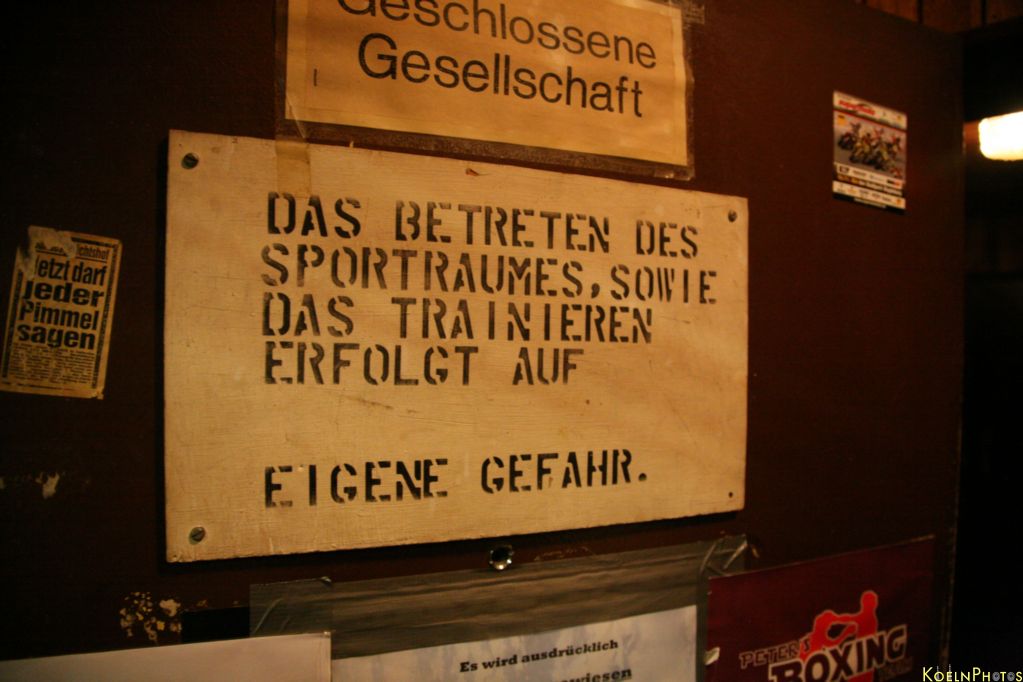 Geschlossene
Gesellschaft
DAS BETRETEN DES
SPORTRAUMES, SOWIE
DAS TRAINIEREN
ERFOLGT AUF
EIGENE GEFAHR.
Jetzt darf
jeder
Pimmel
sagen
Es wird ausdrücklich
PETER'S
BOXING
KOELNPHOTOS